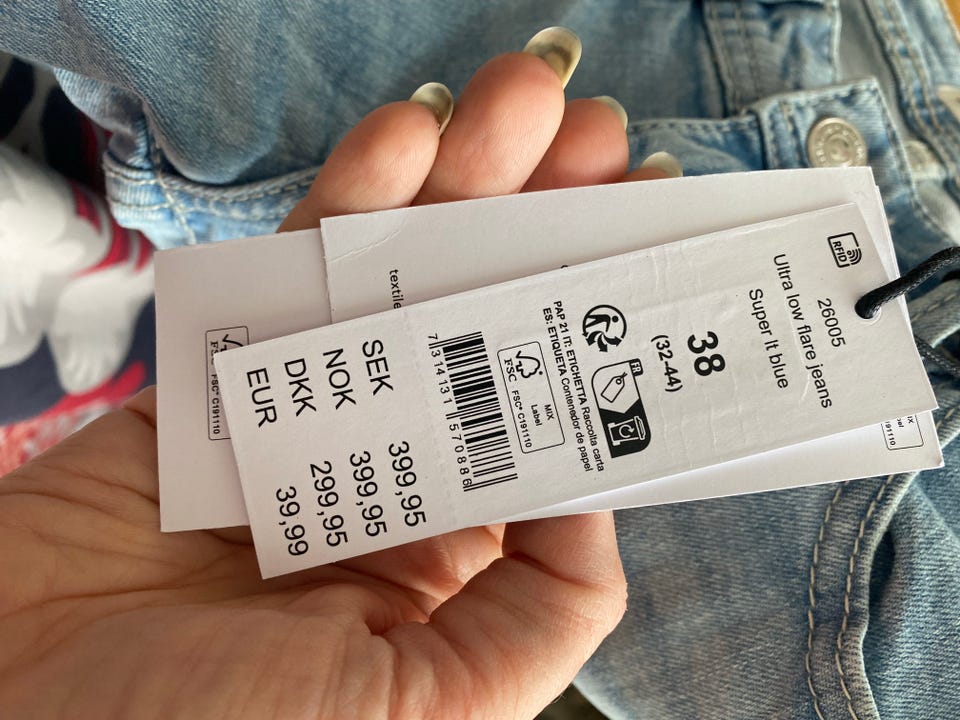 RFID
26005
Ultra low flare jeans
Super lt blue
38
(32-44)
FR
PAP 21 IT: ETICHETTA Raccolta carta
ES: ETIQUETA Contenedor de papel
FSC
MIX
Label
FSC® C191110
7 314131 570886
SEK 399,95
NOK 399,95
DKK 299,95
EUR 39,99
textile
FSC® C191110
191110